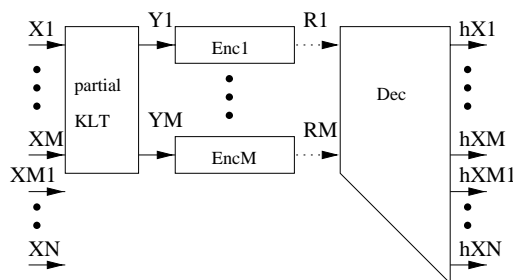 X1 Y1 R1 hX1
Enc1
partial
KLT
Dec
XM YM RM hXM
EncM
XM1 hXM1
XN hXN